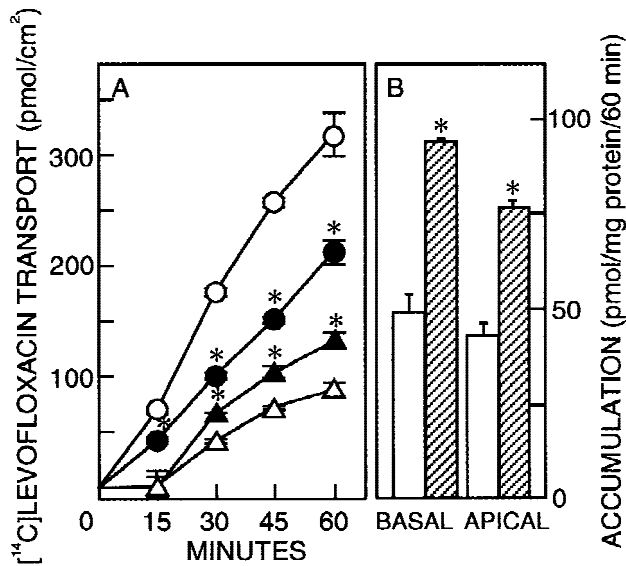 [¹⁴C]LEVOFLOXACIN TRANSPORT (pmol/cm²)
A
300
200
100
0 15 30 45 60
MINUTES
* * * * * * *
B
* *
BASAL APICAL
100
50
0
ACCUMULATION (pmol/mg protein/60 min)